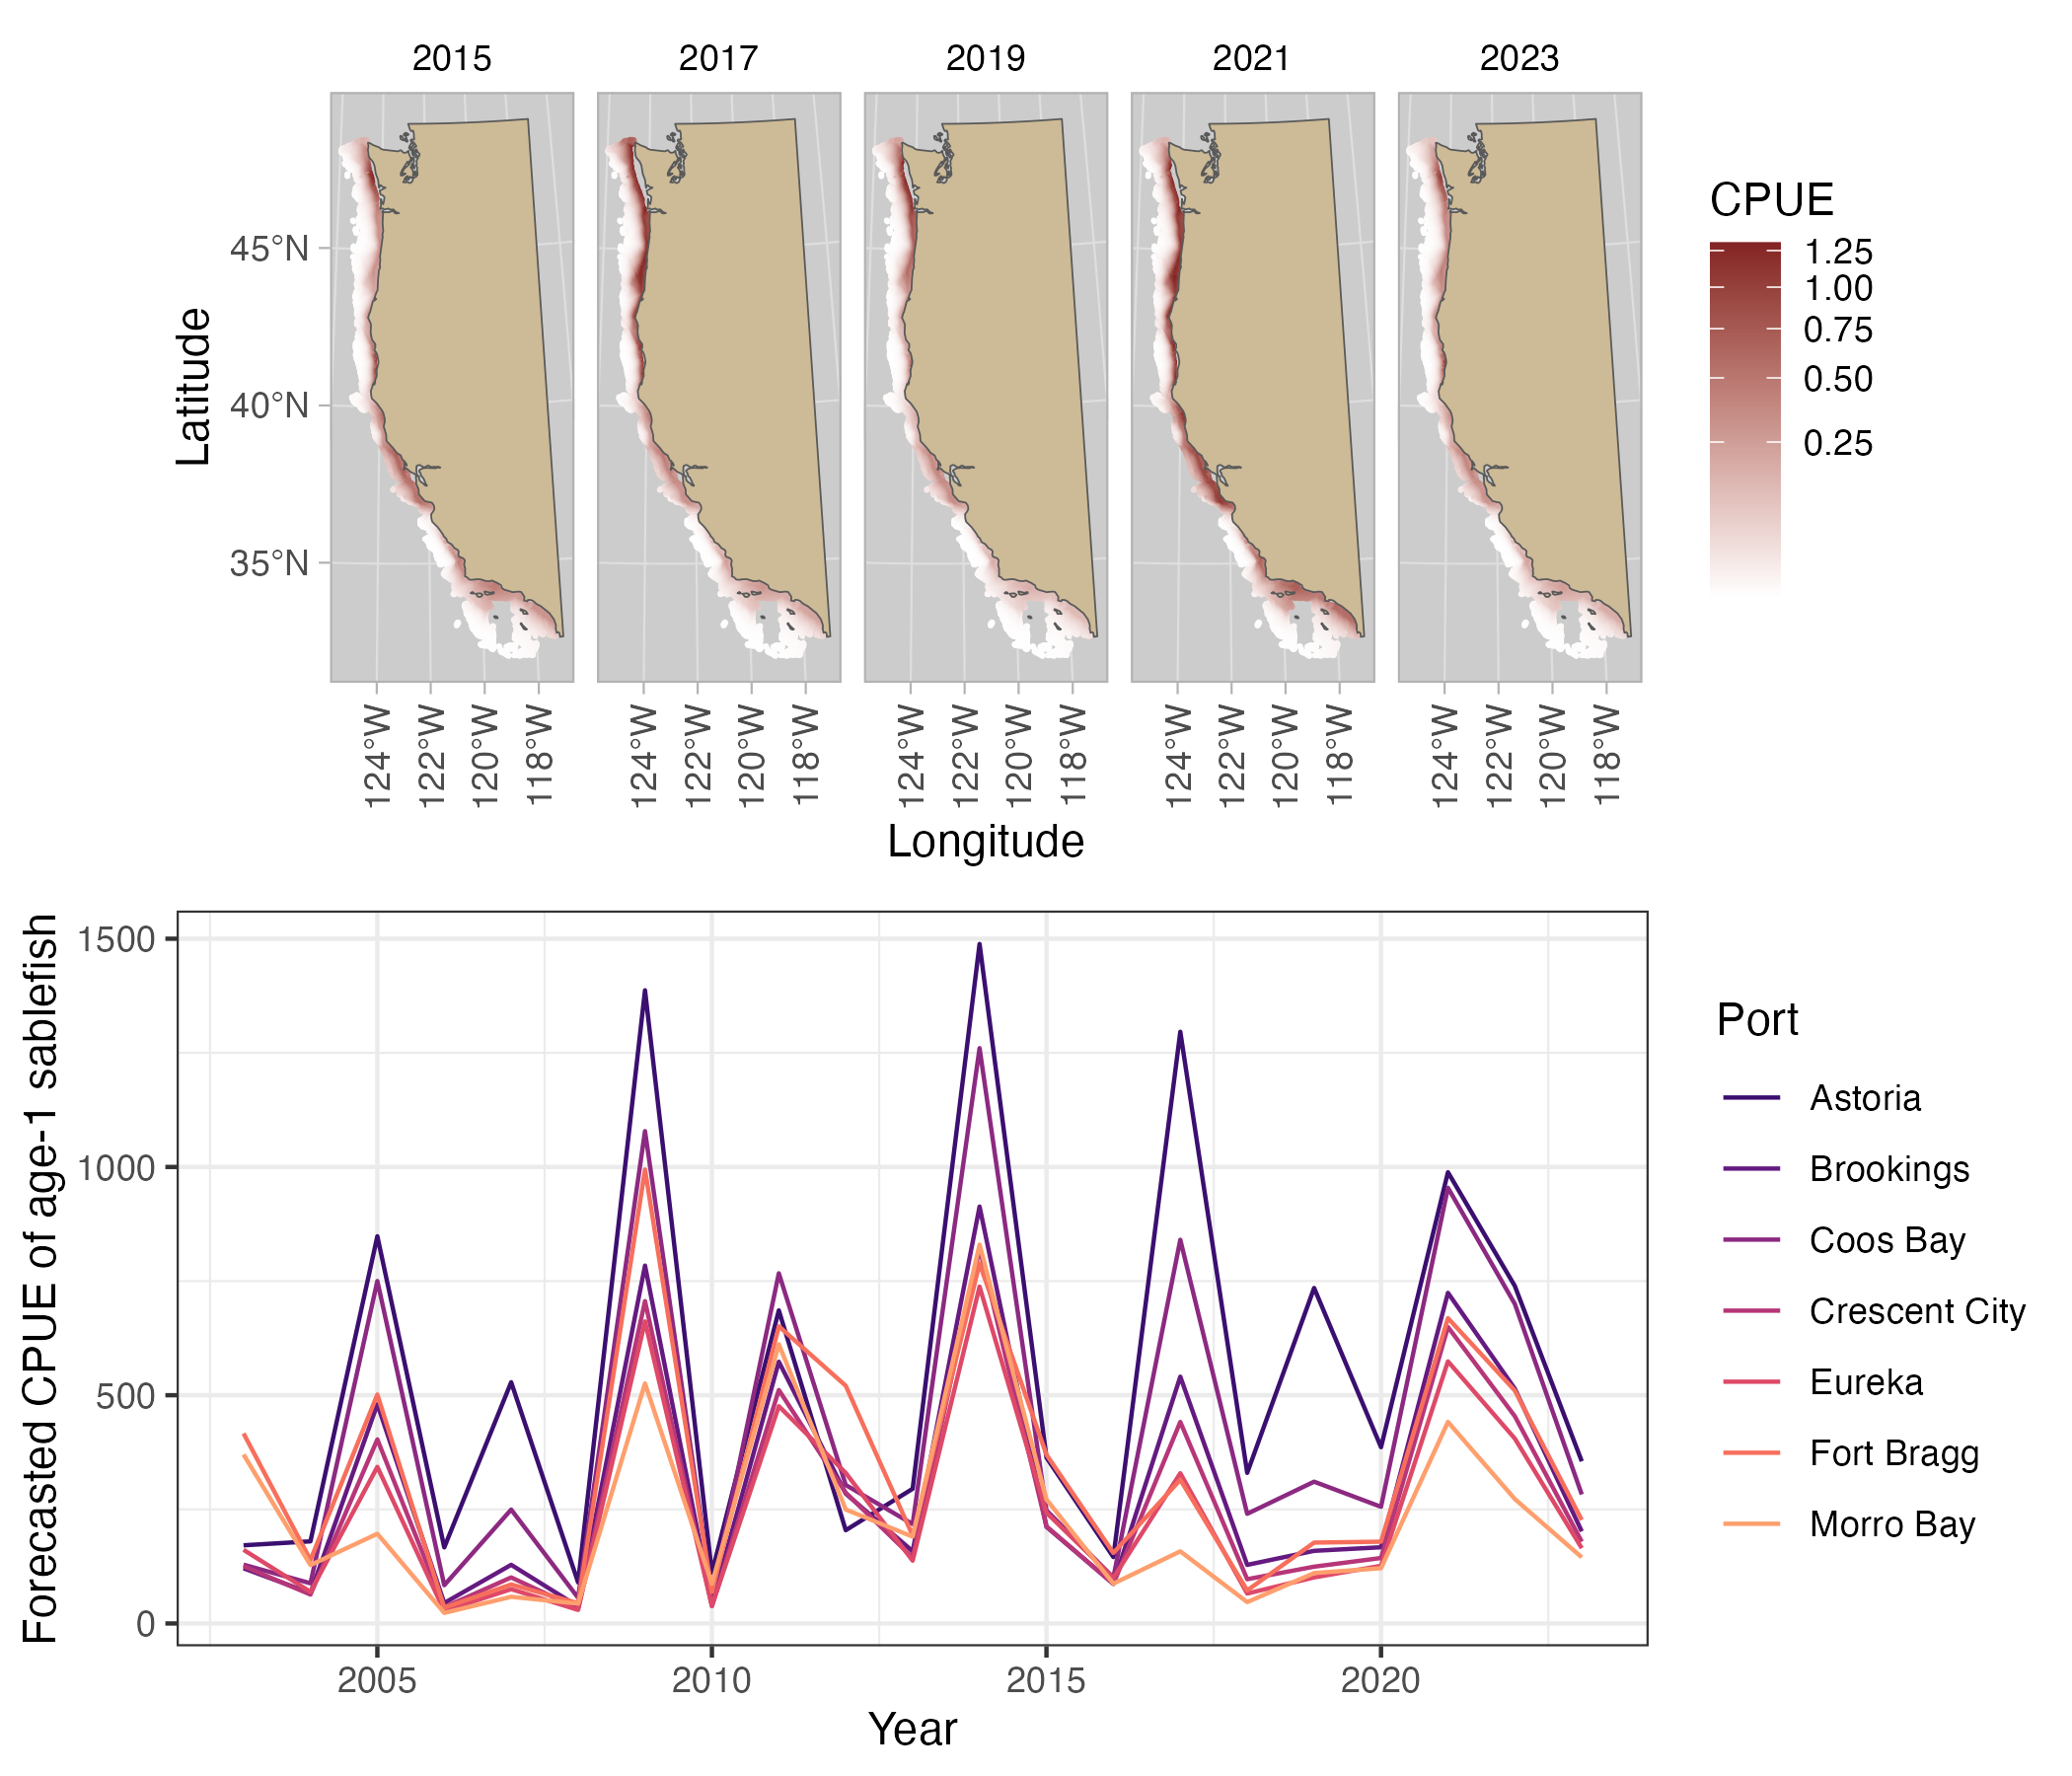 2015 2017 2019 2021 2023
CPUE
1.25
1.00
0.75
0.50
0.25
Latitude
45°N
40°N
35°N
124°W 122°W 120°W 118°W 124°W 122°W 120°W 118°W 124°W 122°W 120°W 118°W 124°W 122°W 120°W 118°W 124°W 122°W 120°W 118°W
Longitude
Forecasted CPUE of age-1 sablefish
1500
1000
500
0
2005 2010 2015 2020
Year
Port
Astoria
Brookings
Coos Bay
Crescent City
Eureka
Fort Bragg
Morro Bay